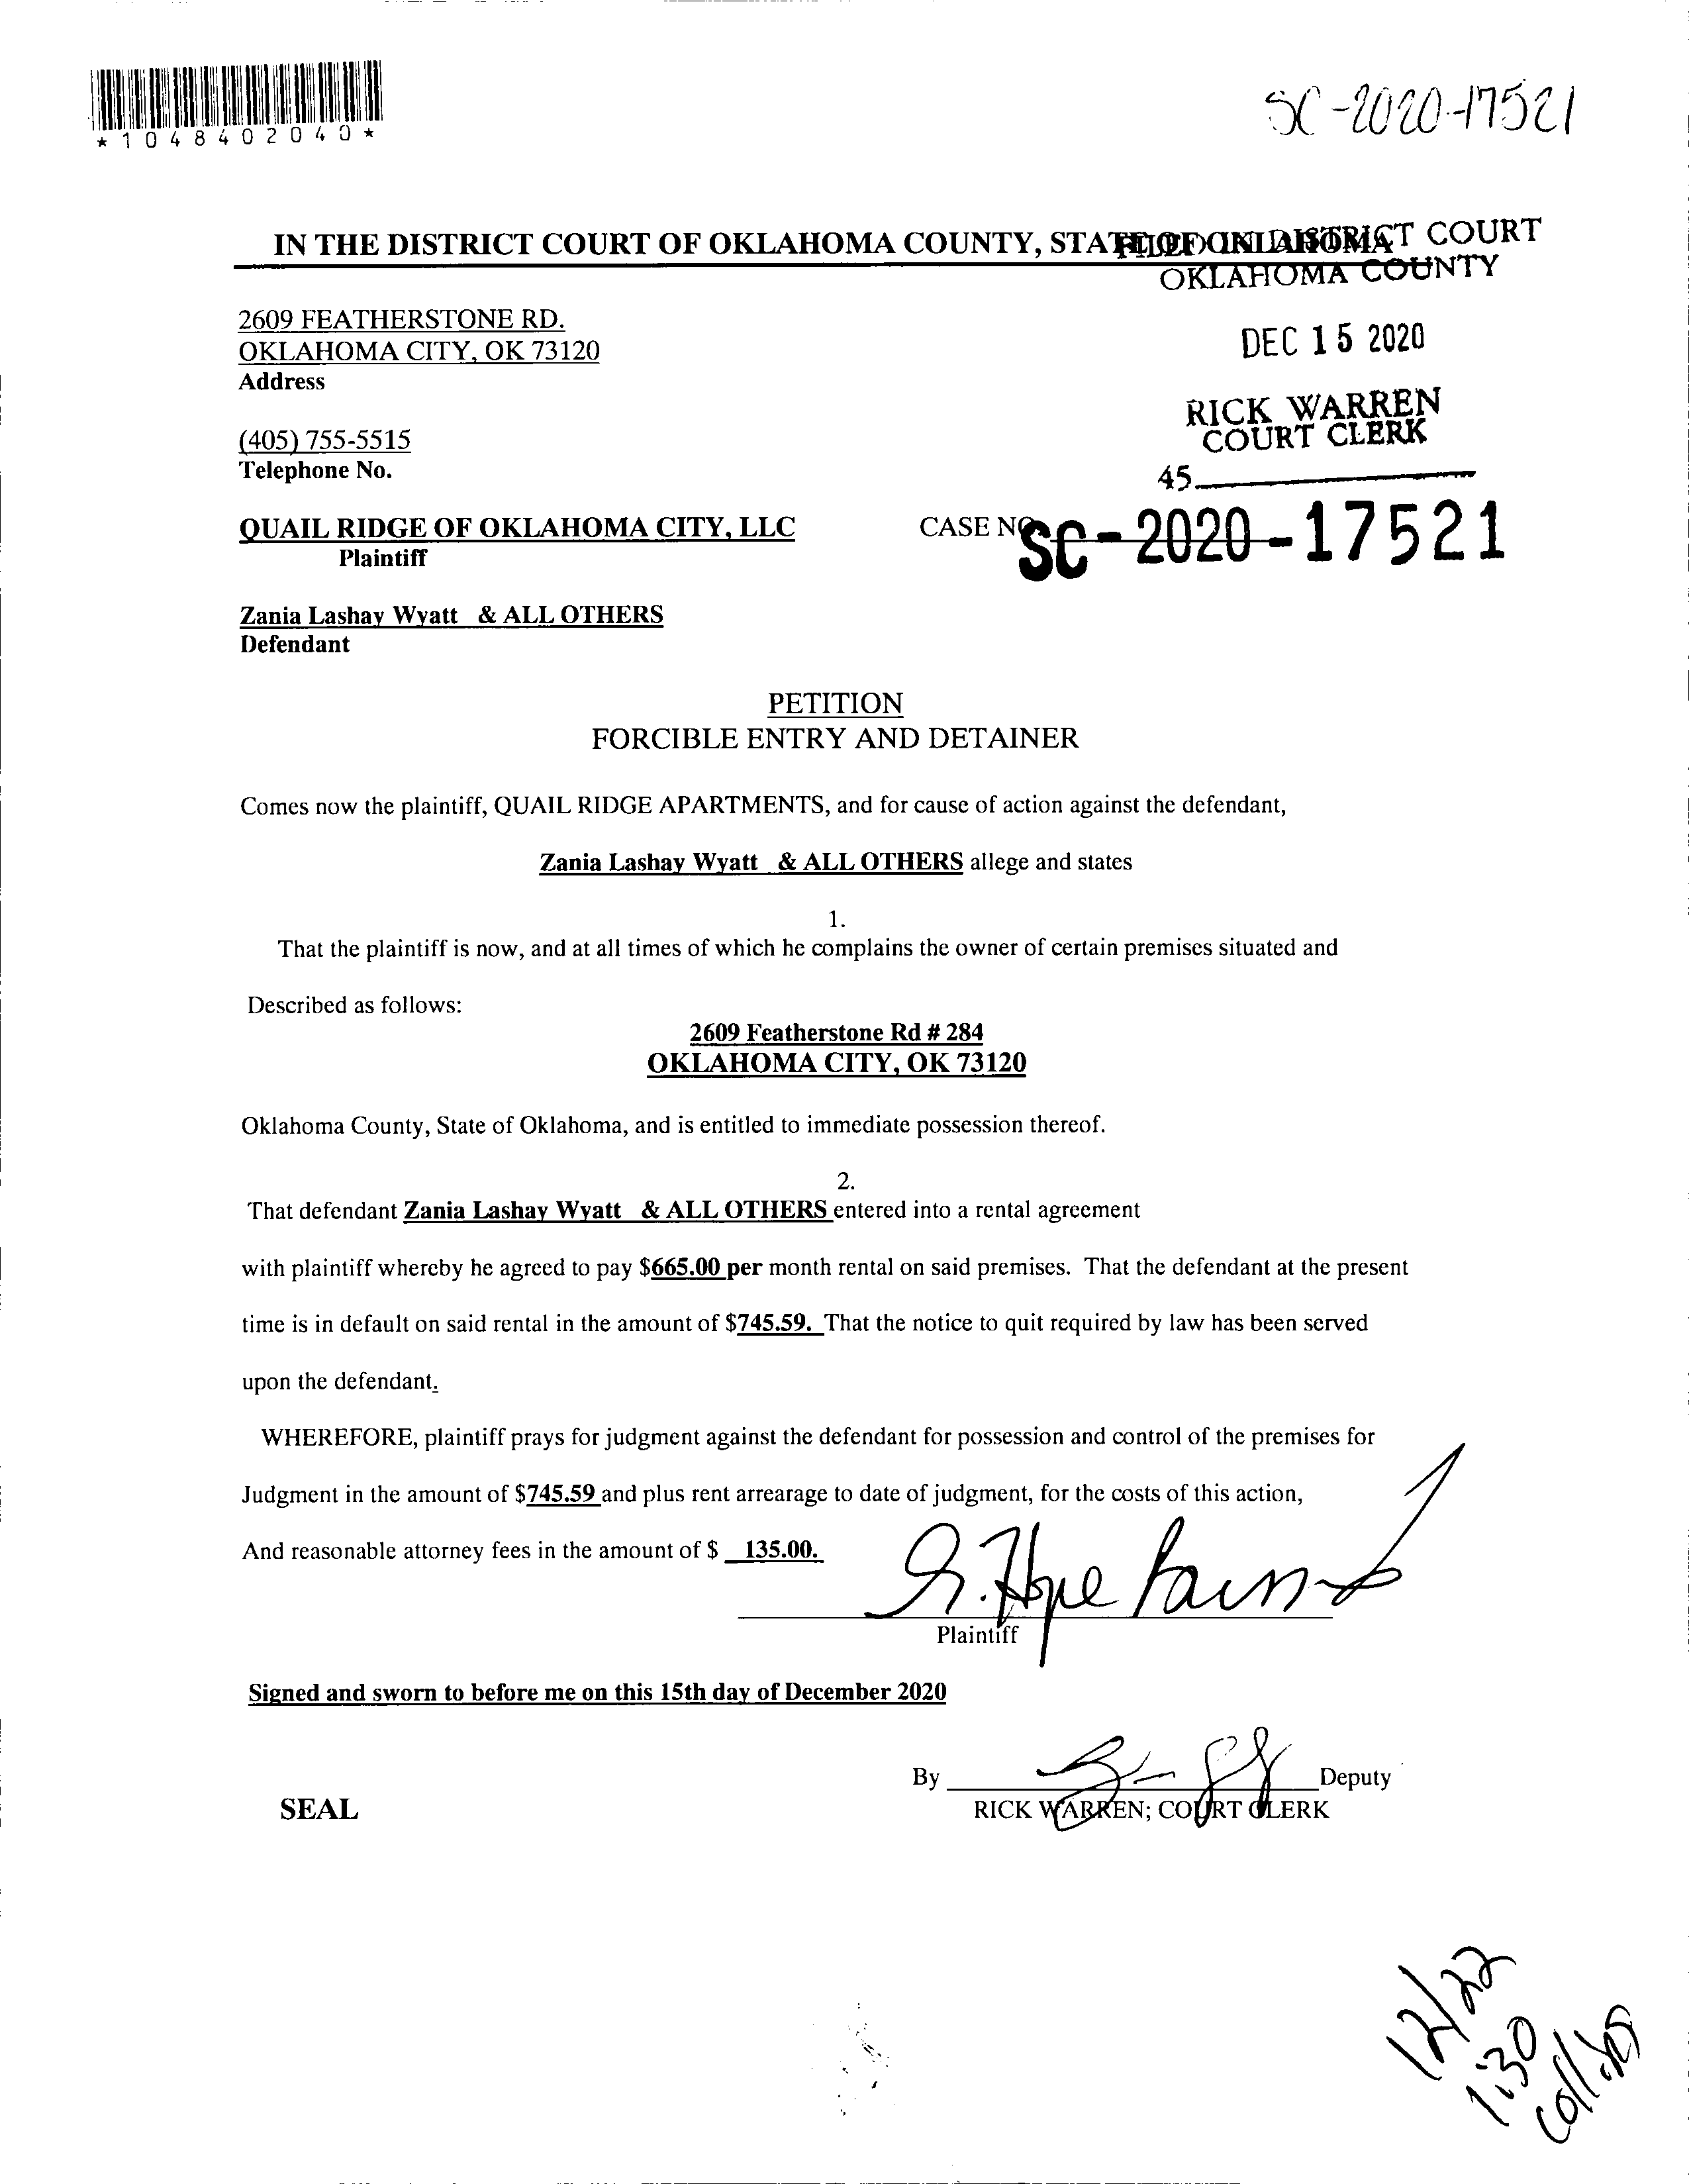 *1048402040*
SC-2020-17521
IN THE DISTRICT COURT OF OKLAHOMA COUNTY, STATE OF OKLAHOMA
FILED IN DISTRICT COURT
OKLAHOMA COUNTY
2609 FEATHERSTONE RD.
OKLAHOMA CITY, OK 73120
Address
DEC 15 2020
RICK WARREN
COURT CLERK
(405) 755-5515
Telephone No.
45
QUAIL RIDGE OF OKLAHOMA CITY, LLC
Plaintiff
CASE NO. SC-2020-17521
Zania Lashay Wyatt & ALL OTHERS
Defendant
PETITION
FORCIBLE ENTRY AND DETAINER
Comes now the plaintiff, QUAIL RIDGE APARTMENTS, and for cause of action against the defendant,
Zania Lashay Wyatt & ALL OTHERS allege and states
1.
That the plaintiff is now, and at all times of which he complains the owner of certain premises situated and
Described as follows:
2609 Featherstone Rd # 284
OKLAHOMA CITY, OK 73120
Oklahoma County, State of Oklahoma, and is entitled to immediate possession thereof.
2.
That defendant Zania Lashay Wyatt & ALL OTHERS entered into a rental agreement
with plaintiff whereby he agreed to pay $665.00 per month rental on said premises. That the defendant at the present
time is in default on said rental in the amount of $745.59. That the notice to quit required by law has been served
upon the defendant.
WHEREFORE, plaintiff prays for judgment against the defendant for possession and control of the premises for
Judgment in the amount of $745.59 and plus rent arrearage to date of judgment, for the costs of this action,
And reasonable attorney fees in the amount of $ 135.00.
Hope
Plaintiff
Signed and sworn to before me on this 15th day of December 2020
By Deputy
RICK WARREN; COURT CLERK
SEAL
12/22
1:30